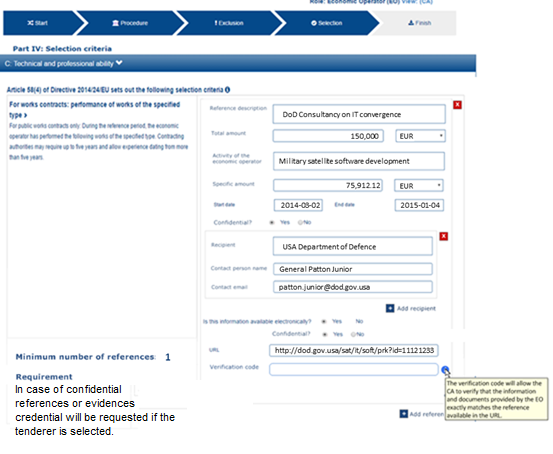 Role: Economic Operator (EO) View: (CA)
Start
Procedure
Exclusion
Selection
Finish
Part IV: Selection criteria
C: Technical and professional ability
Article 58(4) of Directive 2014/24/EU sets out the following selection criteria
For works contracts: performance of works of the specified
type >
For public works contracts only: During the reference period, the economic
operator has performed the following works of the specified type. Contracting
authorities may require up to five years and allow experience dating from more
than five years.
X
Reference description
DoD Consultancy on IT convergence
Total amount
150,000 EUR
Activity of the
economic operator
Military satellite software development
Specific amount
75,912.12 EUR
Start date 2014-03-02 End date 2015-01-04
Confidential? Yes No
X
Recipient
USA Department of Defence
Contact person name General Patton Junior
Contact email patton.junior@dod.gov.usa
Add recipient
Is this information available electronically? Yes No
Confidential? Yes No
URL http://dod.gov.usa/sat/it/soft/prk?id=11121233
Verification code
The verification code will allow the
CA to verify that the information
and documents provided by the EO
exactly matches the reference
available in the URL.
Add referen
Minimum number of references: 1
Requirement
In case of confidential
references or evidences
credential will be requested if the
tenderer is selected.